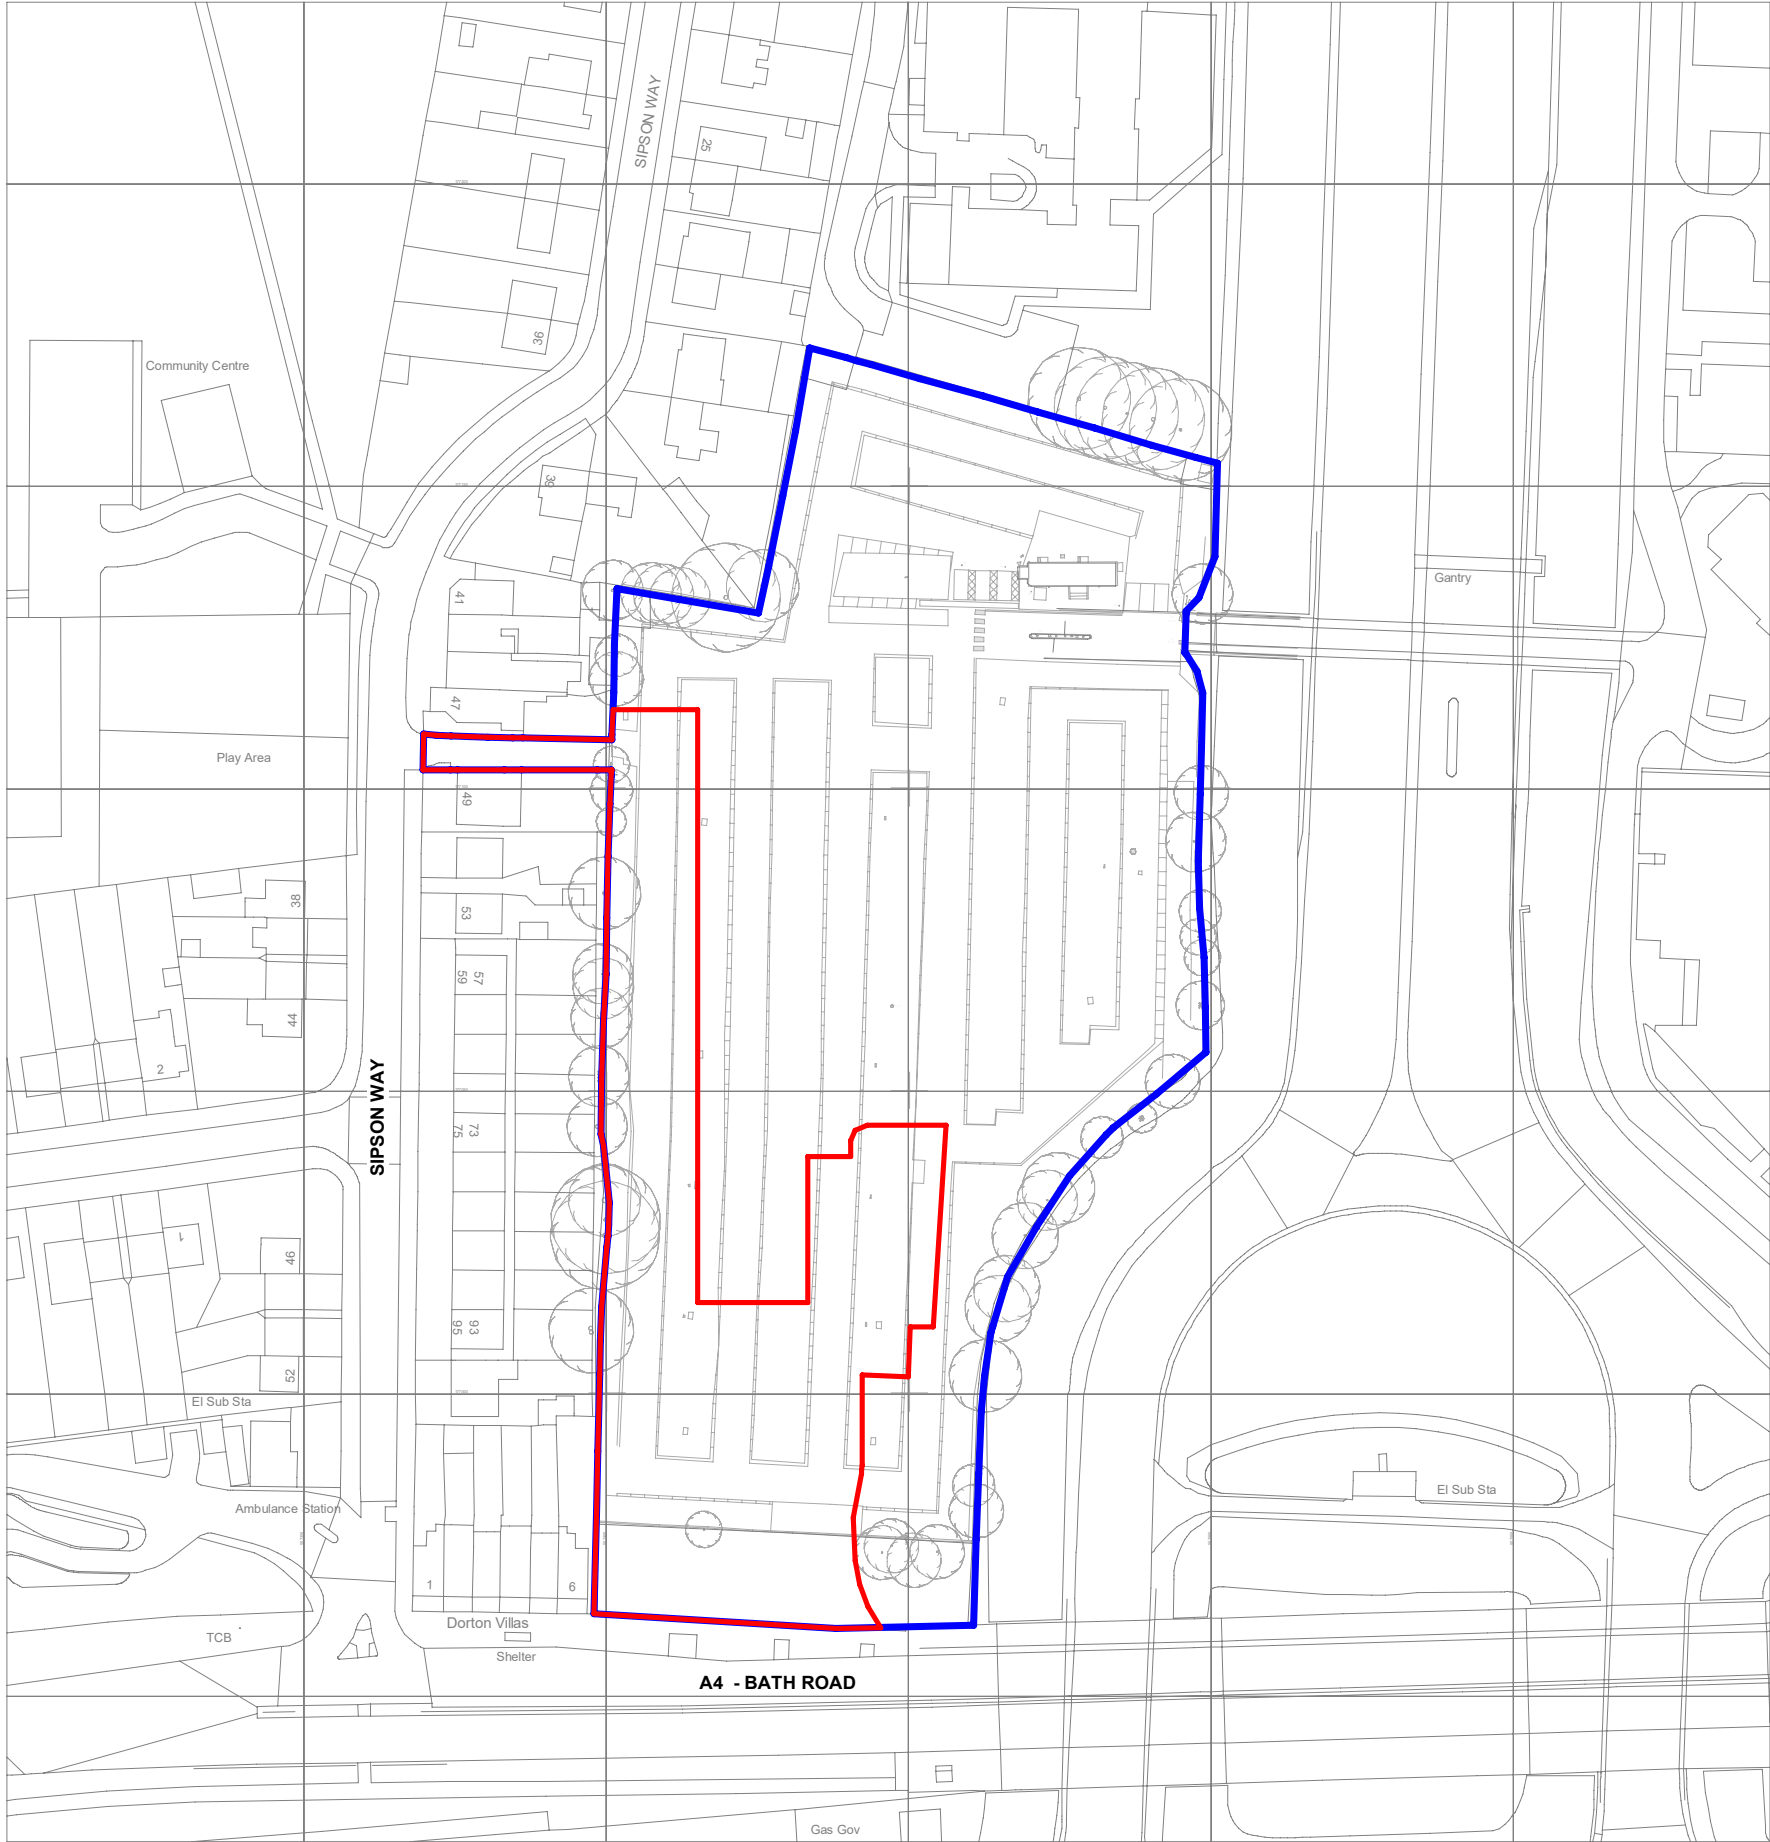 SIPSON WAY
25
36
Community Centre
39
41
Gantry
47
Play Area
49
38
53
59
57
44
2
SIPSON WAY
75
73
1
46
95
93
8
52
El Sub Sta
El Sub Sta
Ambulance Station
1
6
Dorton Villas
TCB
Shelter
A4 - BATH ROAD
Gas Gov